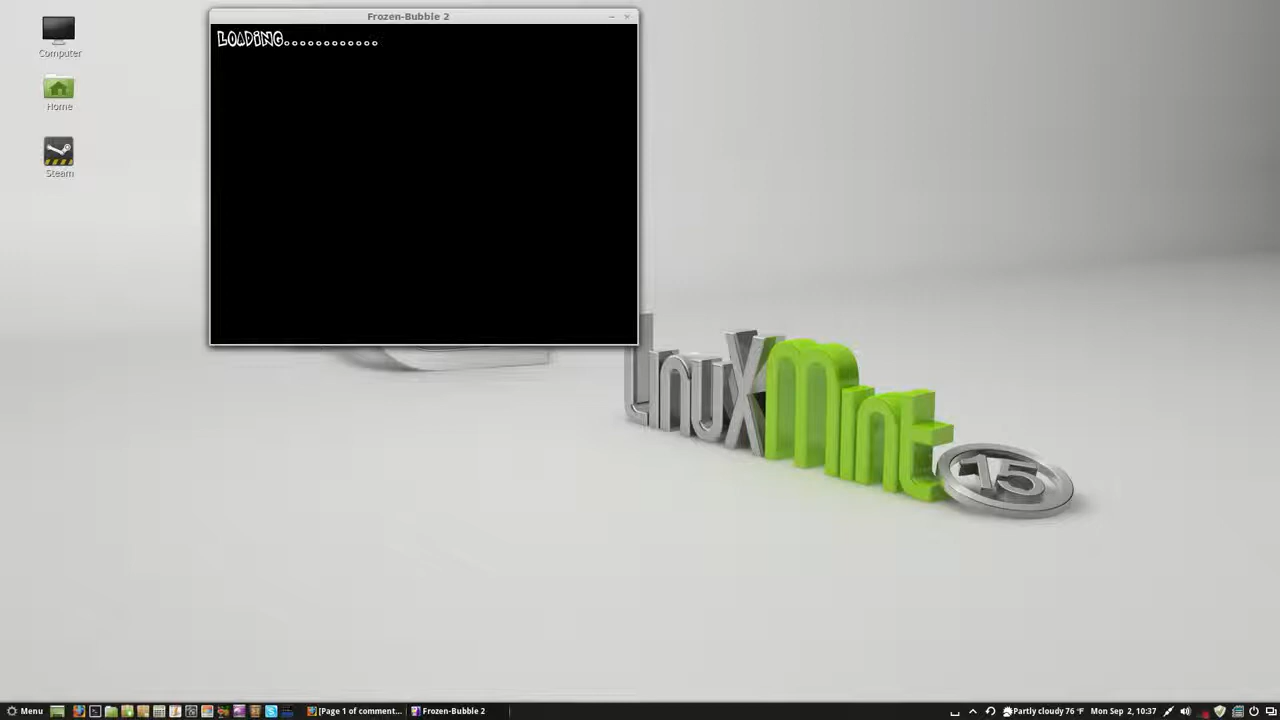 Frozen-Bubble 2
LOADING............
Computer
Home
Steam
LinuxMint 15
Menu
[Page 1 of comment...
Frozen-Bubble 2
Partly cloudy 76 °F
Mon Sep 2, 10:37